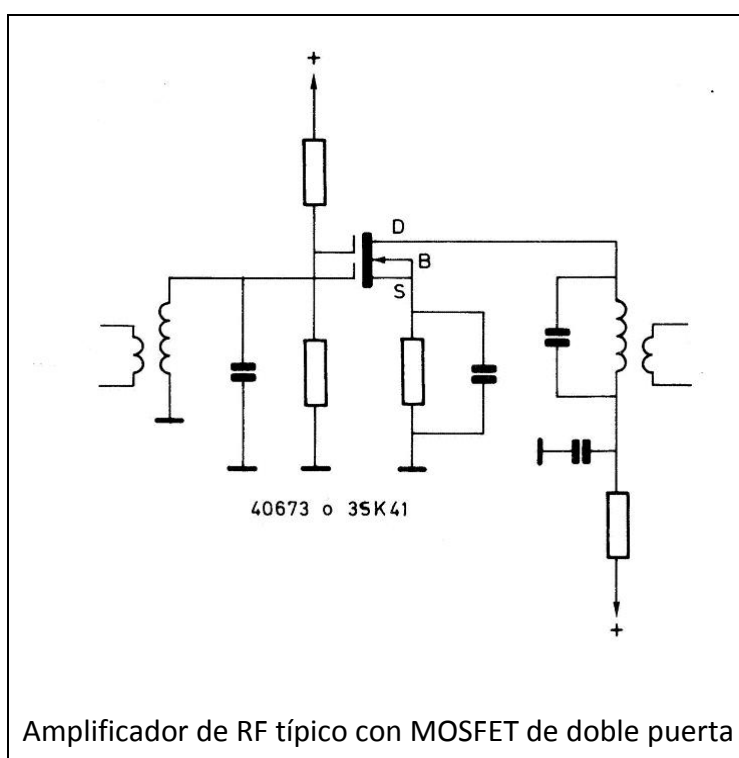 +
D
B
S
40673 o 3SK41
+
Amplificador de RF típico con MOSFET de doble puerta